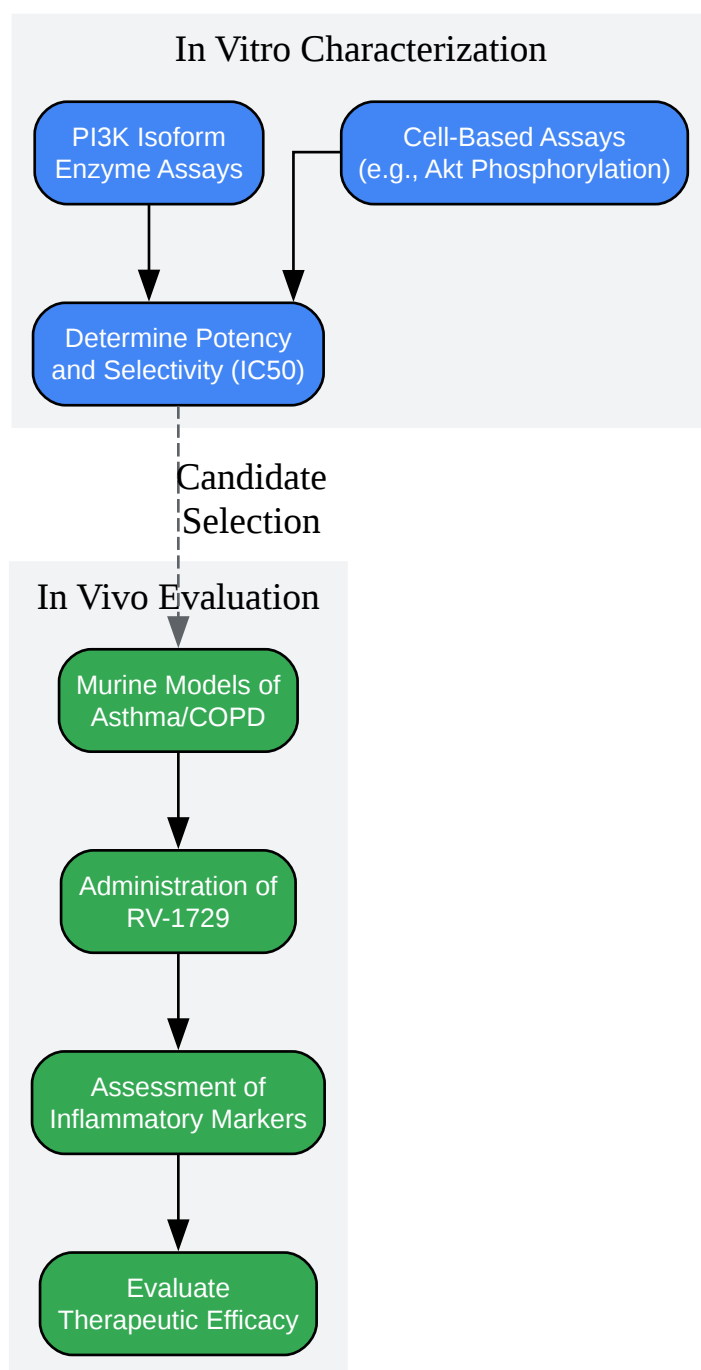 In Vitro Characterization
PI3K Isoform
Enzyme Assays
Cell-Based Assays
(e.g., Akt Phosphorylation)
Determine Potency
and Selectivity (IC50)
Candidate
Selection
In Vivo Evaluation
Murine Models of
Asthma/COPD
Administration of
RV-1729
Assessment of
Inflammatory Markers
Evaluate
Therapeutic Efficacy